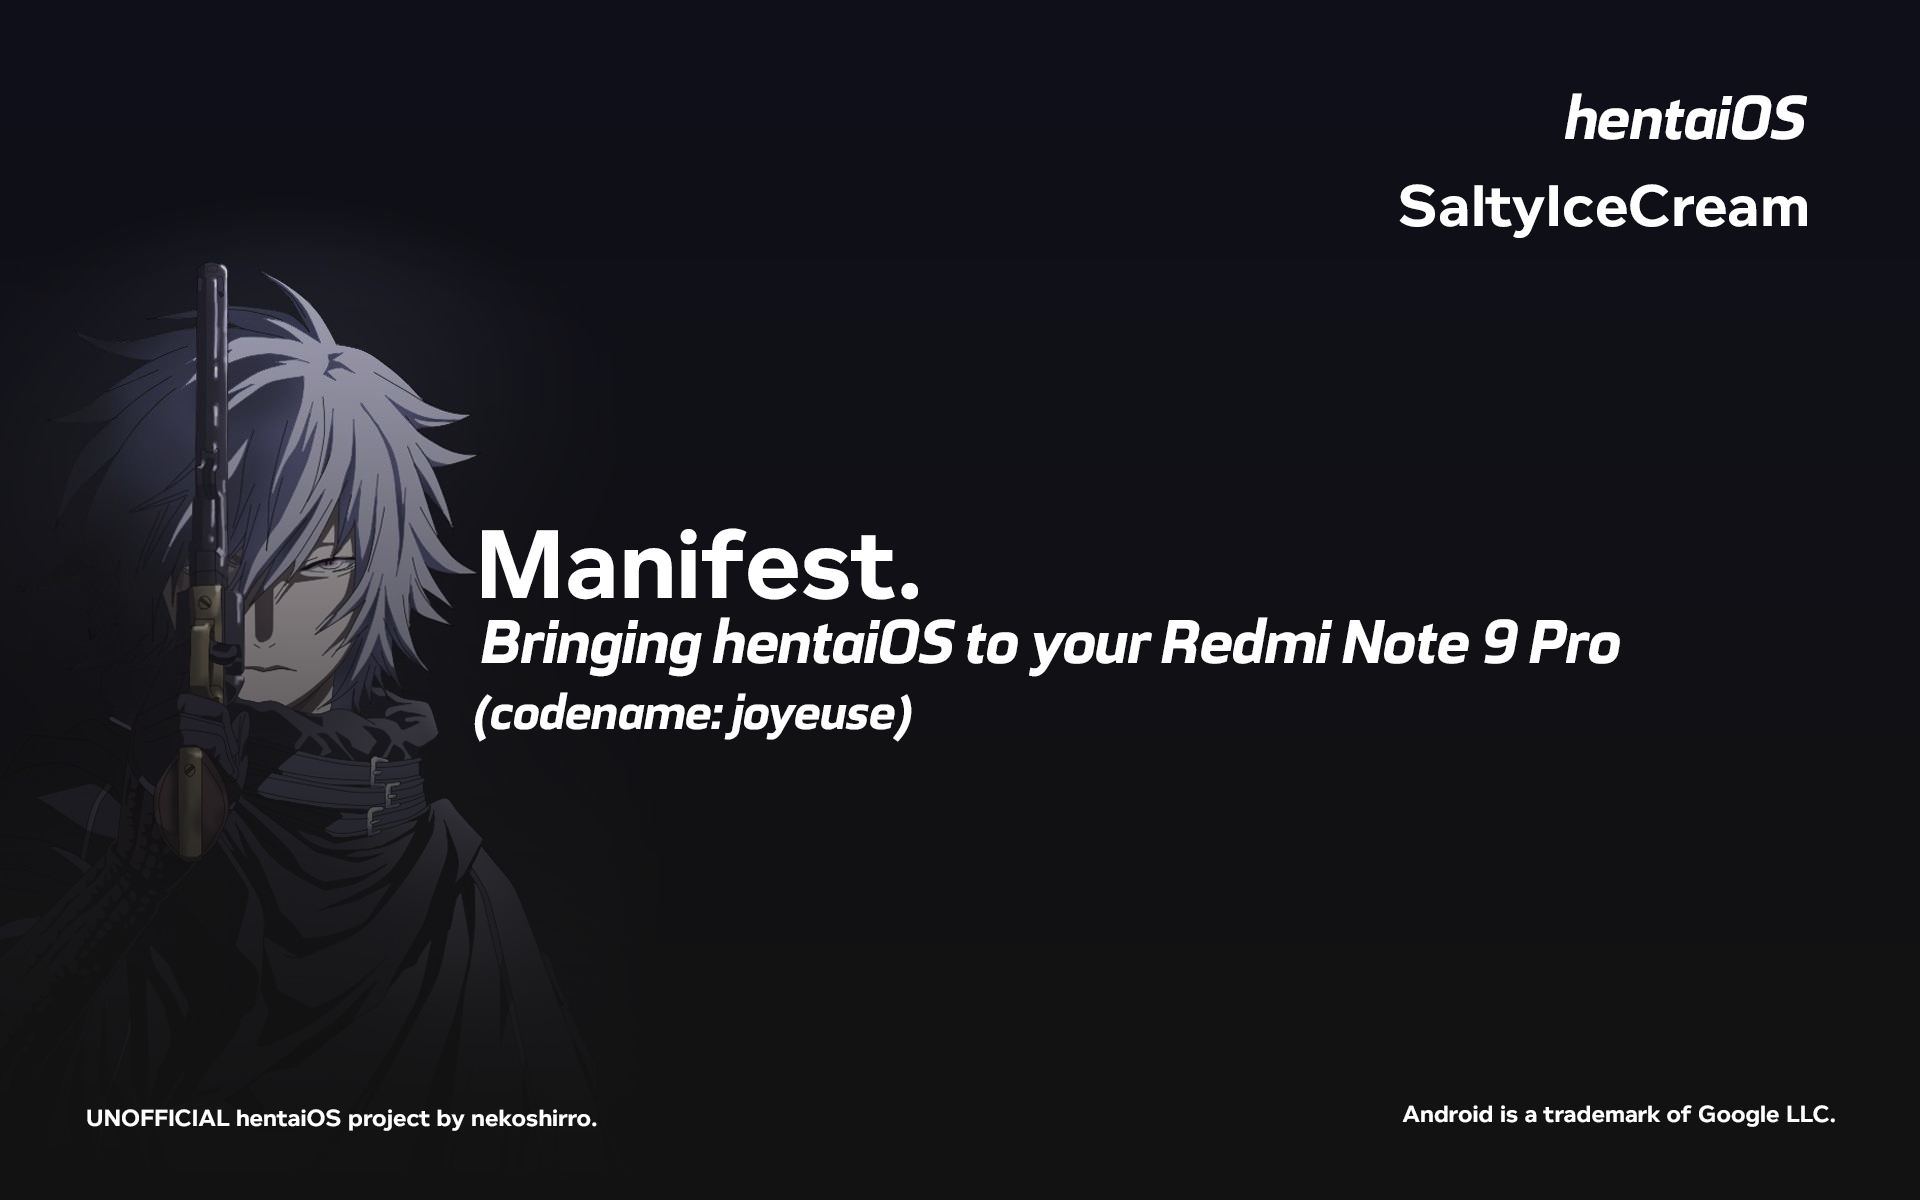 hentaiOS
SaltyIceCream
Manifest.
Bringing hentaiOS to your Redmi Note 9 Pro
(codename: joyeuse)
UNOFFICIAL hentaiOS project by nekoshirro.
Android is a trademark of Google LLC.